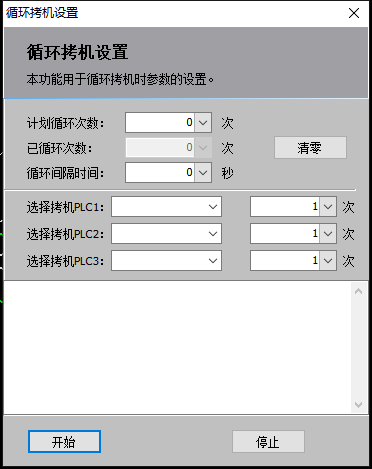 循环拷机设置
循环拷机设置
本功能用于循环拷机时参数的设置。
计划循环次数： 0 次
已循环次数： 0 次 清零
循环间隔时间： 0 秒
选择拷机PLC1： 1 次
选择拷机PLC2： 1 次
选择拷机PLC3： 1 次
开始 停止